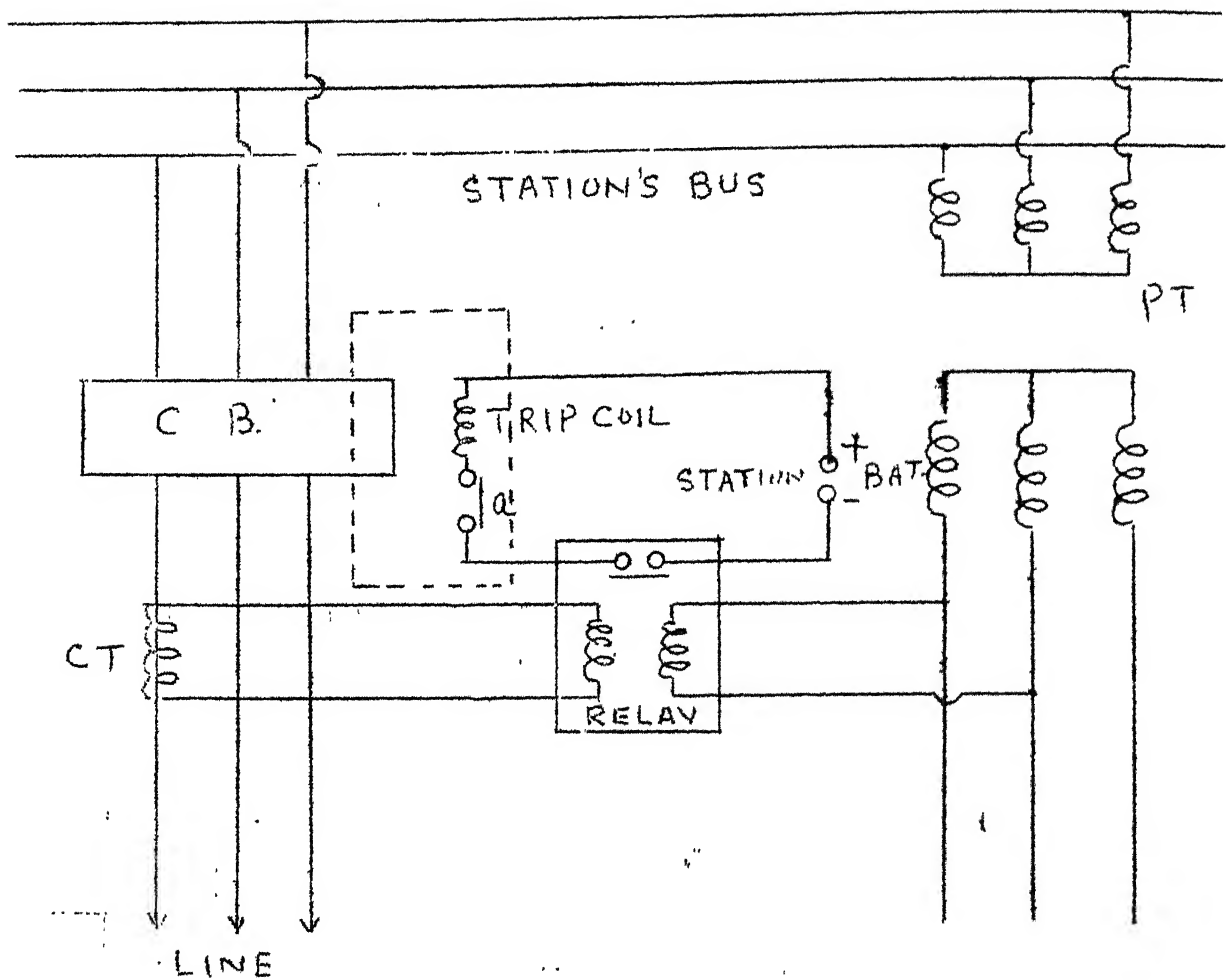 STATION'S BUS
PT
C B.
TRIP COIL
+
STATION BAT.
-
a
CT
RELAY
LINE